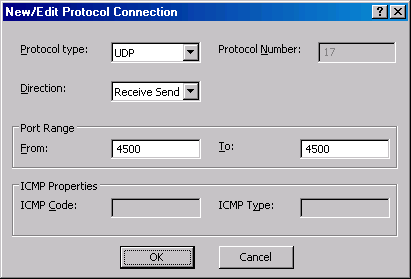 New/Edit Protocol Connection
Protocol type: UDP Protocol Number: 17
Direction: Receive Send
Port Range
From: 4500 To: 4500
ICMP Properties
ICMP Code: ICMP Type:
OK Cancel